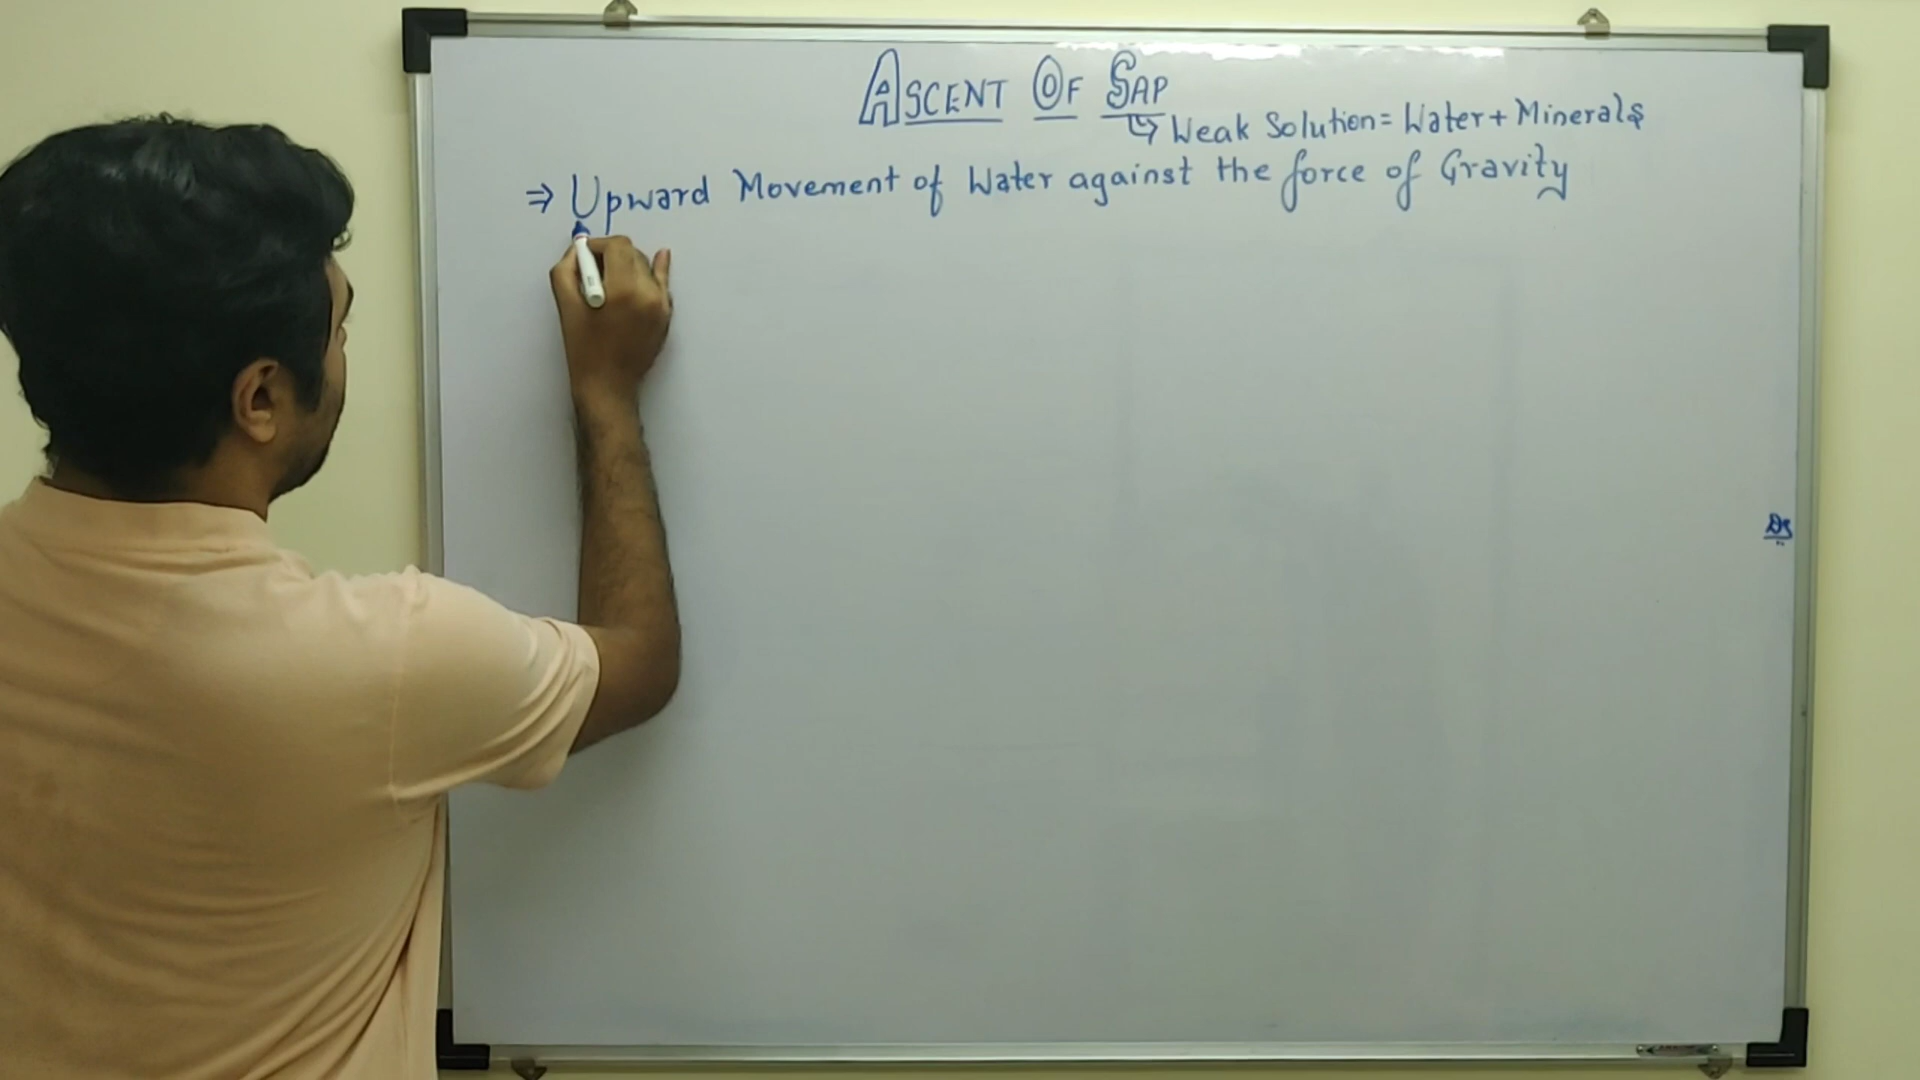 ASCENT OF SAP
↳ Weak Solution = Water + Minerals
⇒ Upward Movement of Water against the force of Gravity